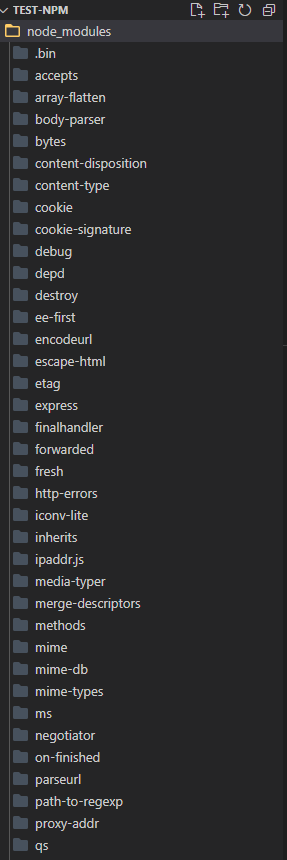 TEST-NPM
node_modules
.bin
accepts
array-flatten
body-parser
bytes
content-disposition
content-type
cookie
cookie-signature
debug
depd
destroy
ee-first
encodeurl
escape-html
etag
express
finalhandler
forwarded
fresh
http-errors
iconv-lite
inherits
ipaddr.js
media-typer
merge-descriptors
methods
mime
mime-db
mime-types
ms
negotiator
on-finished
parseurl
path-to-regexp
proxy-addr
qs